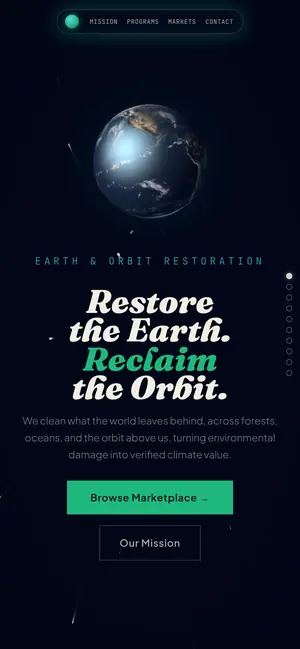 MISSION PROGRAMS MARKETS CONTACT
EARTH & ORBIT RESTORATION
Restore
the Earth.
Reclaim
the Orbit.
We clean what the world leaves behind, across forests,
oceans, and the orbit above us, turning environmental
damage into verified climate value.
Browse Marketplace →
Our Mission